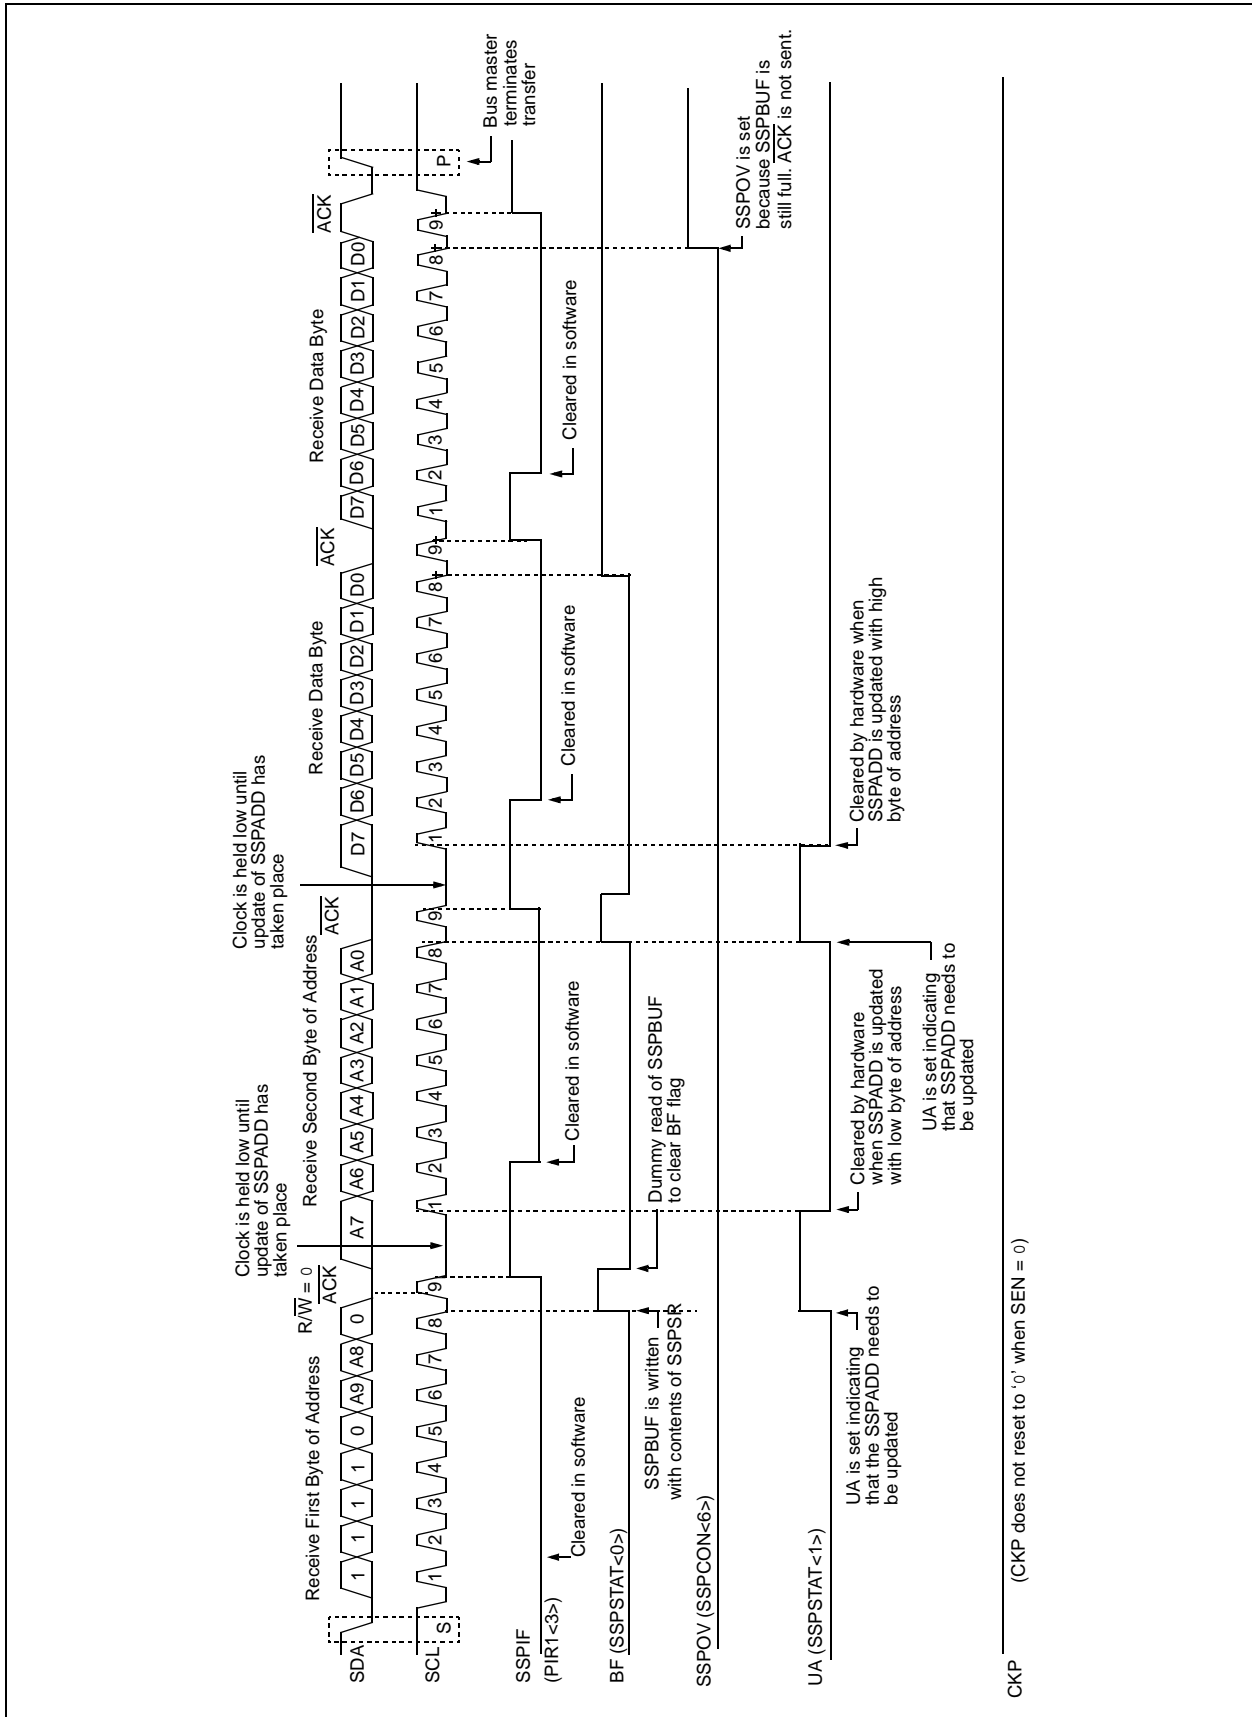 Receive First Byte of Address
R/W = 0
ACK
Clock is held low until
update of SSPADD has
taken place
Receive Second Byte of Address
ACK
Clock is held low until
update of SSPADD has
taken place
Receive Data Byte
ACK
Receive Data Byte
ACK
SDA
1 1 1 1 0 A9 A8 0 A7 A6 A5 A4 A3 A2 A1 A0 D7 D6 D5 D4 D3 D2 D1 D0 D7 D6 D5 D4 D3 D2 D1 D0
SCL
S 1 2 3 4 5 6 7 8 9 1 2 3 4 5 6 7 8 9 1 2 3 4 5 6 7 8 9 1 2 3 4 5 6 7 8 9 P
Bus master
terminates
transfer
SSPIF
(PIR1<3>)
Cleared in software
Cleared in software
Cleared in software
Cleared in software
BF (SSPSTAT<0>)
SSPBUF is written
with contents of SSPSR
Dummy read of SSPBUF
to clear BF flag
SSPOV (SSPCON<6>)
SSPOV is set
because SSPBUF is
still full. ACK is not sent.
UA (SSPSTAT<1>)
UA is set indicating
that the SSPADD needs to
be updated
Cleared by hardware
when SSPADD is updated
with low byte of address
UA is set indicating
that SSPADD needs to
be updated
Cleared by hardware when
SSPADD is updated with high
byte of address
CKP
(CKP does not reset to ‘0’ when SEN = 0)